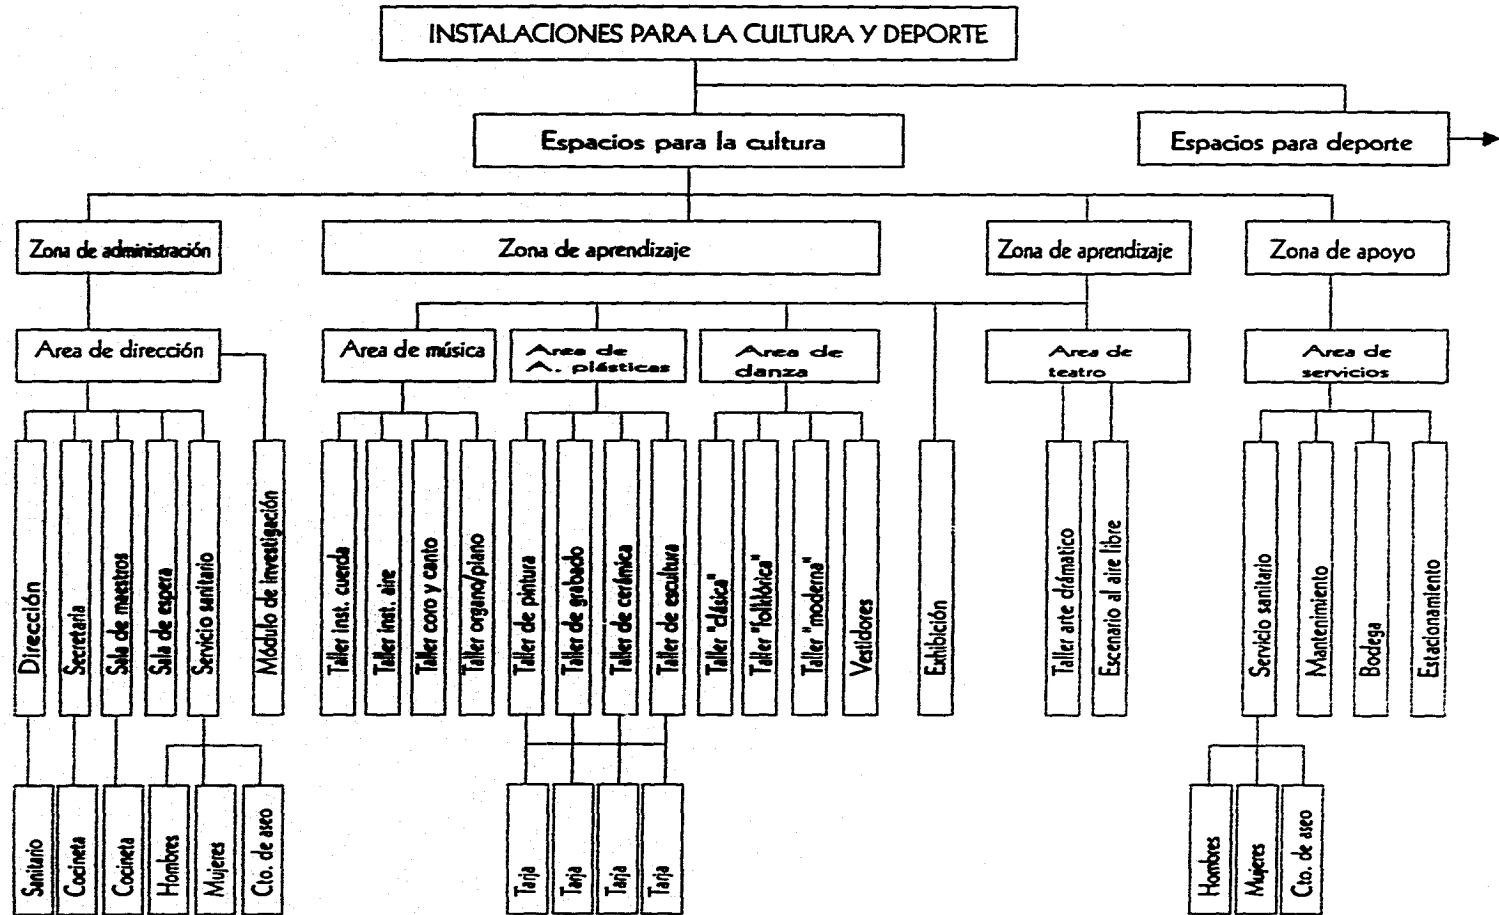 INSTALACIONES PARA LA CULTURA Y DEPORTE
Espacios para la cultura
Espacios para deporte
Zona de administración
Zona de aprendizaje
Zona de aprendizaje
Zona de apoyo
Area de dirección
Area de música
Area de
A. plásticas
Area de
danza
Area de
teatro
Area de
servicios
Dirección
Secretaria
Sala de maestros
Sala de espera
Servicio sanitario
Módulo de investigación
Taller inst. cuerda
Taller inst. aire
Taller coro y canto
Taller organo/piano
Taller de pintura
Taller de grabado
Taller de cerámica
Taller de escultura
Taller "clásica"
Taller "folklórica"
Taller "moderna"
Vestidores
Exhibición
Taller arte drámatico
Escenario al aire libre
Servicio sanitario
Mantenimiento
Bodega
Estacionamiento
Sanitario
Cocineta
Cocineta
Hombres
Mujeres
Cto. de aseo
Tarja
Tarja
Tarja
Tarja
Hombres
Mujeres
Cto. de aseo